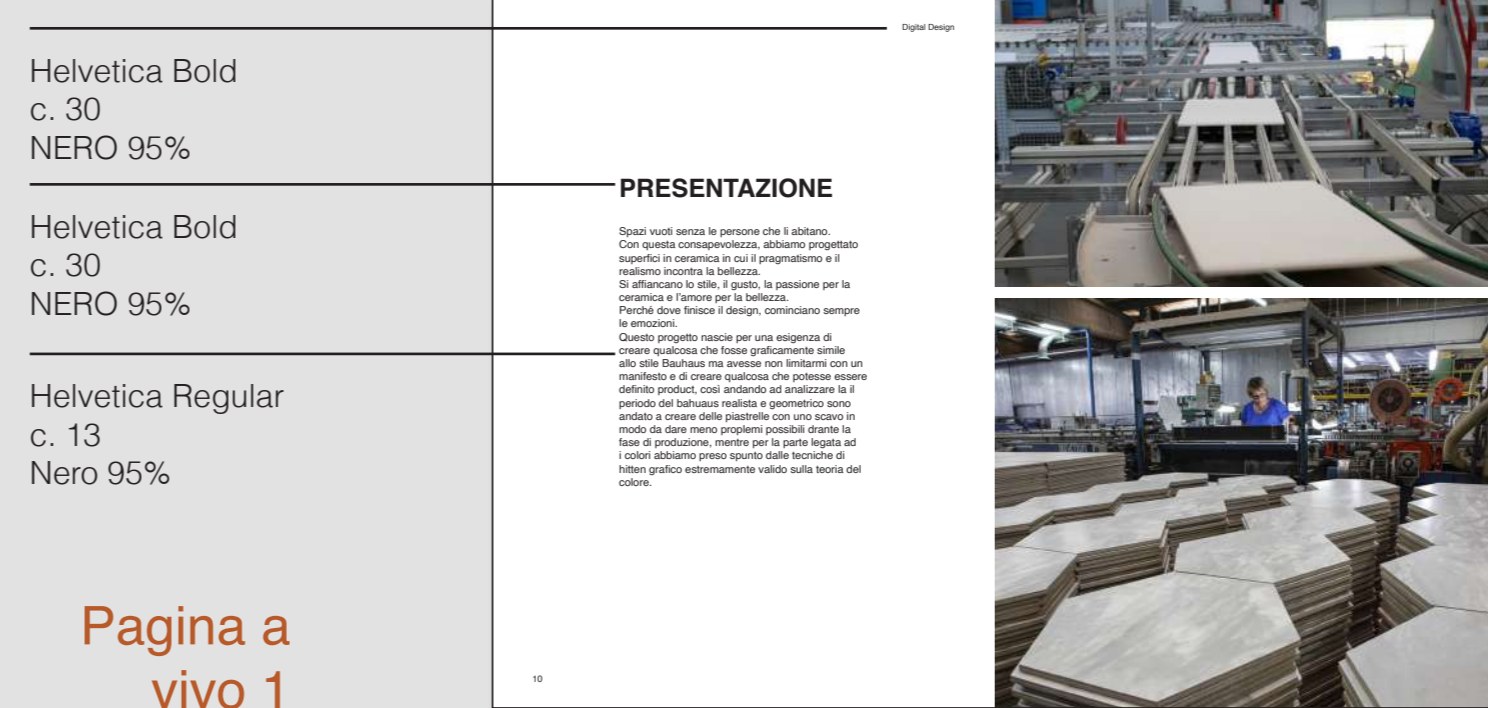 Digital Design
Helvetica Bold
c. 30
NERO 95%
Helvetica Bold
c. 30
NERO 95%
Helvetica Regular
c. 13
Nero 95%
Pagina a
vivo 1
PRESENTAZIONE
Spazi vuoti senza le persone che li abitano.
Con questa consapevolezza, abbiamo progettato
superfici in ceramica in cui il pragmatismo e il
realismo incontra la bellezza.
Si affiancano lo stile, il gusto, la passione per la
ceramica e l'amore per la bellezza.
Perché dove finisce il design, cominciano sempre
le emozioni.
Questo progetto nascie per una esigenza di
creare qualcosa che fosse graficamente simile
allo stile Bauhaus ma avesse non limitarmi con un
manifesto e di creare qualcosa che potesse essere
definito product, così andando ad analizzare la il
periodo del bahuaus realista e geometrico sono
andato a creare delle piastrelle con uno scavo in
modo da dare meno proplemi possibili drante la
fase di produzione, mentre per la parte legata ad
i colori abbiamo preso spunto dalle tecniche di
hitten grafico estremamente valido sulla teoria del
colore.
10